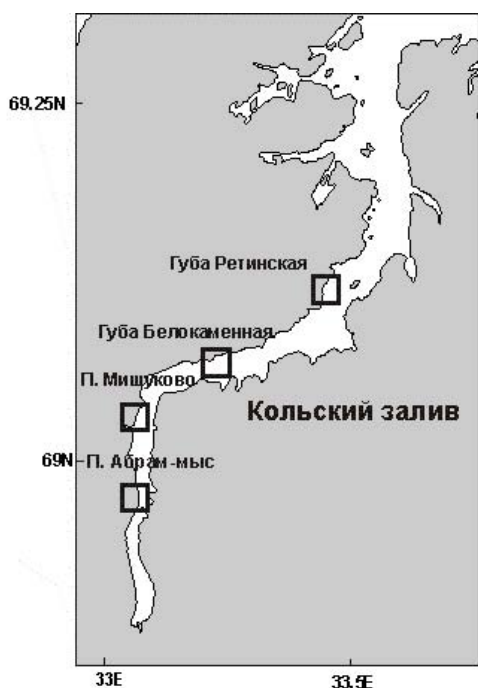 69.25N
Губа Ретинская
Губа Белокаменная
П. Мишуково
Кольский залив
69N
П. Абрам-мыс
33E
33.5E